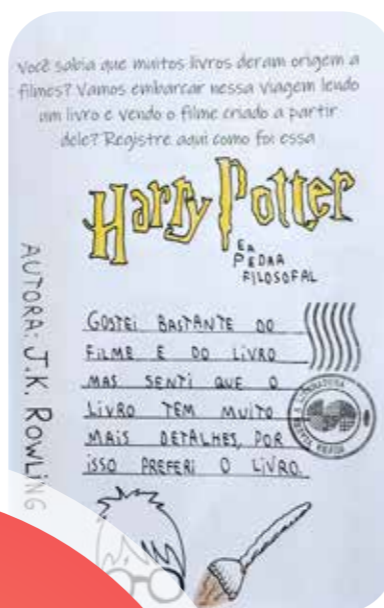 Você sabia que muitos livros deram origem a
filmes? Vamos embarcar nessa viagem lendo
um livro e vendo o filme criado a partir
dele? Registre aqui como foi essa
Harry Potter
E A
PEDRA
FILOSOFAL
AUTORA: J.K. ROWLING
GOSTEI BASTANTE DO
FILME E DO LIVRO
MAS SENTI QUE O
LIVRO TEM MUITO
MAIS DETALHES, POR
ISSO PREFERI O LIVRO.
A LITERATURA